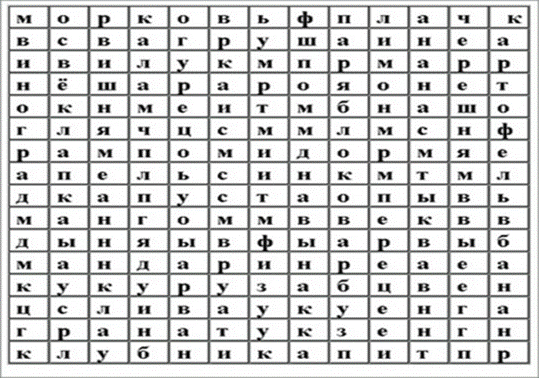 м о р к о в ь ф п л а ч к
в с в а г р у ш а и н е а
и в и л у к м п р м а р р
н ё ш а р а р о я о н е т
о к н м е и т м б н а ш о
г л я ч ц с м м л м с н ф
р а м п о м и д о р м я е
а п е л ь с и н к м т м л
д к а п у с т а о п ы в ь
м а н г о м м в в е к в в
д ы н я ы в ф ы а р в ы б
м а н д а р и н р е а е а
к у к у р у з а б ц в е н
ц с л и в а у к у е н г а
г р а н а т у к з е н г н
к л у б н и к а п и т п р